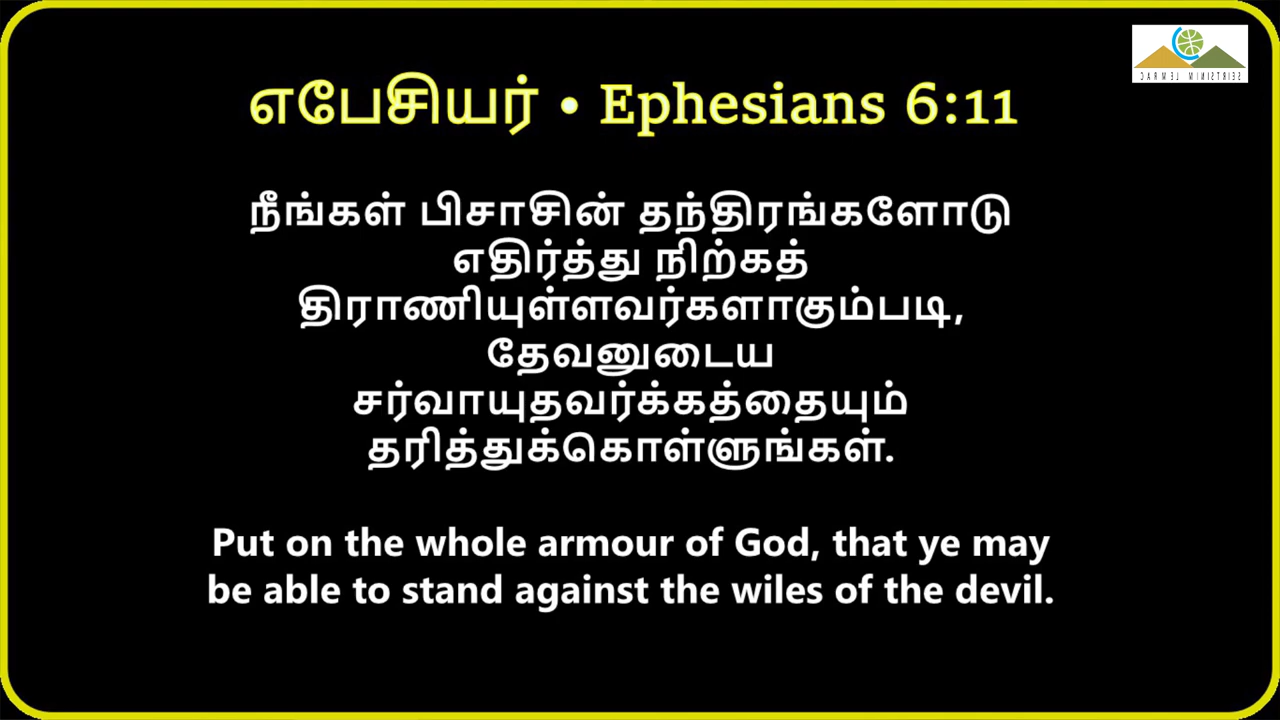 எபேசியர் • Ephesians 6:11
நீங்கள் பிசாசின் தந்திரங்களோடு
எதிர்த்து நிற்கத்
திராணியுள்ளவர்களாகும்படி,
தேவனுடைய
சர்வாயுதவர்க்கத்தையும்
தரித்துக்கொள்ளுங்கள்.
Put on the whole armour of God, that ye may
be able to stand against the wiles of the devil.